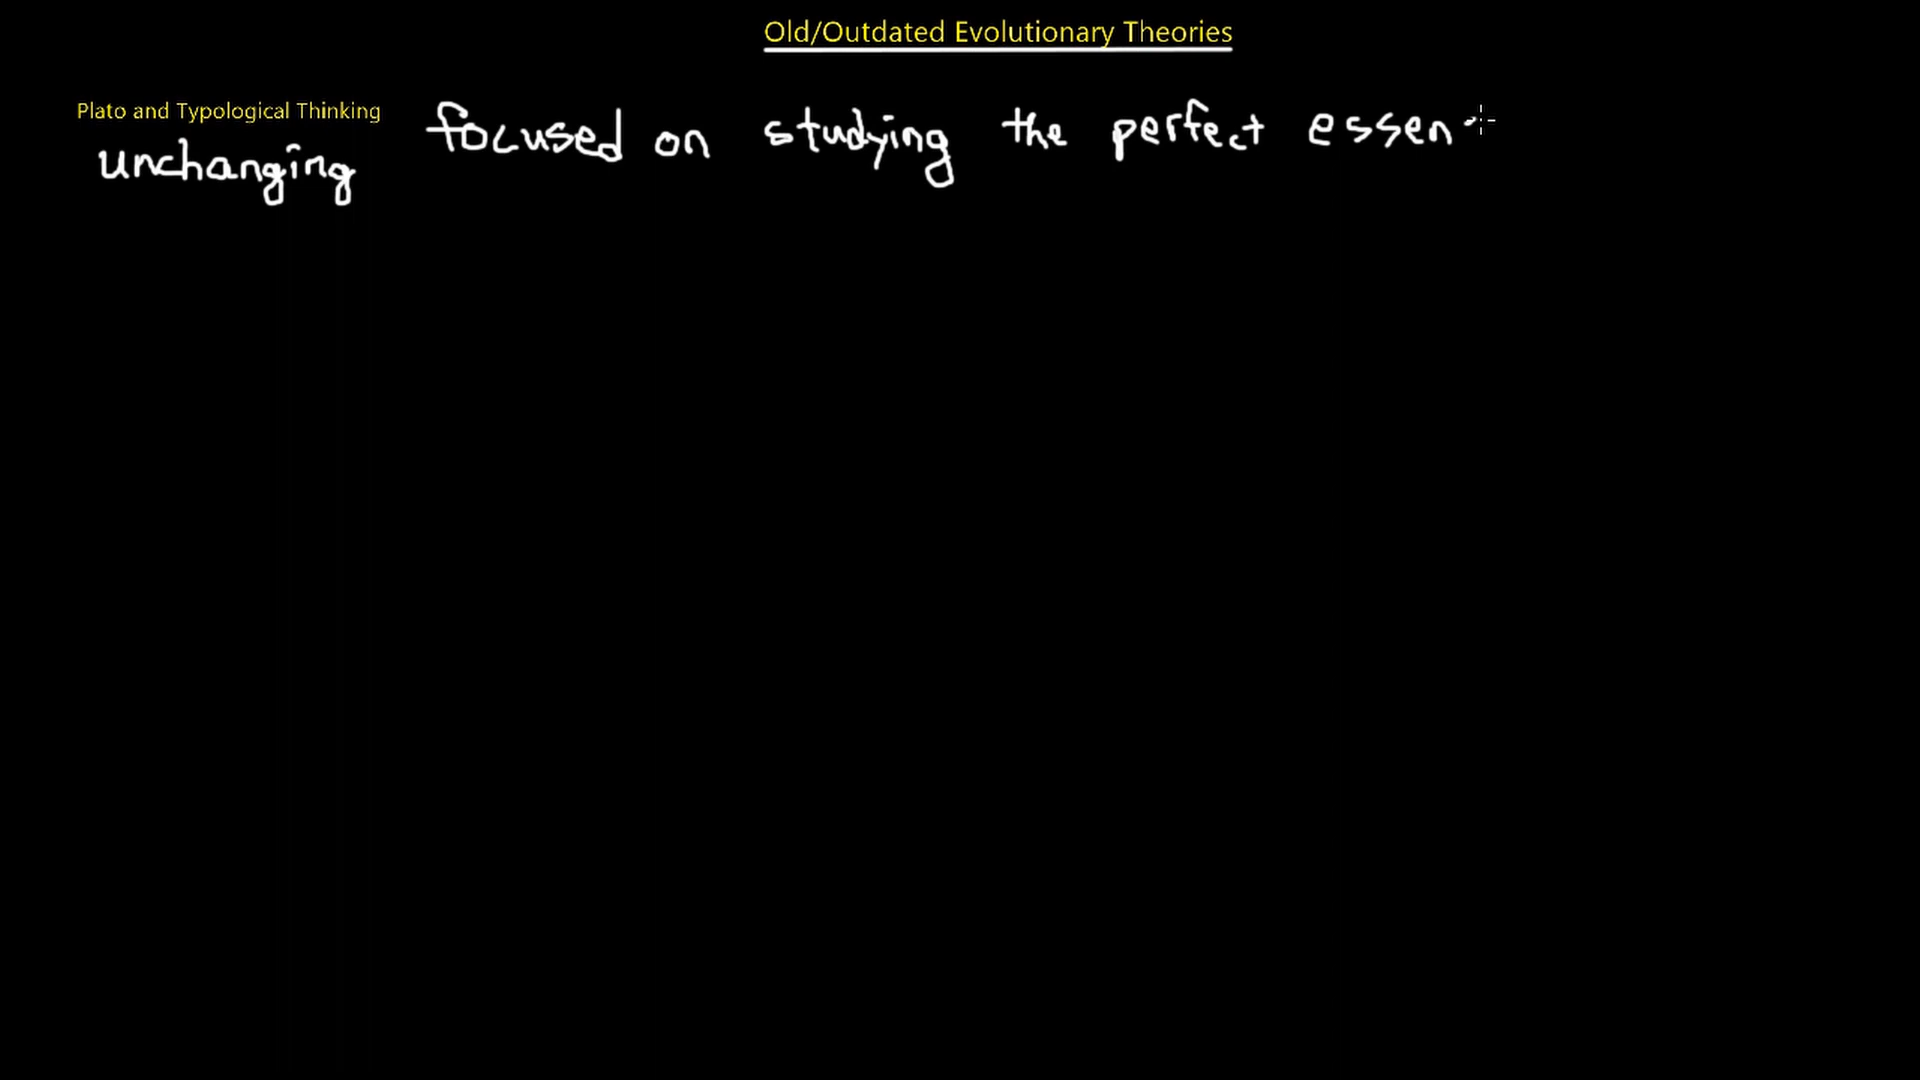 Old/Outdated Evolutionary Theories
Plato and Typological Thinking
unchanging
focused on studying the perfect essen